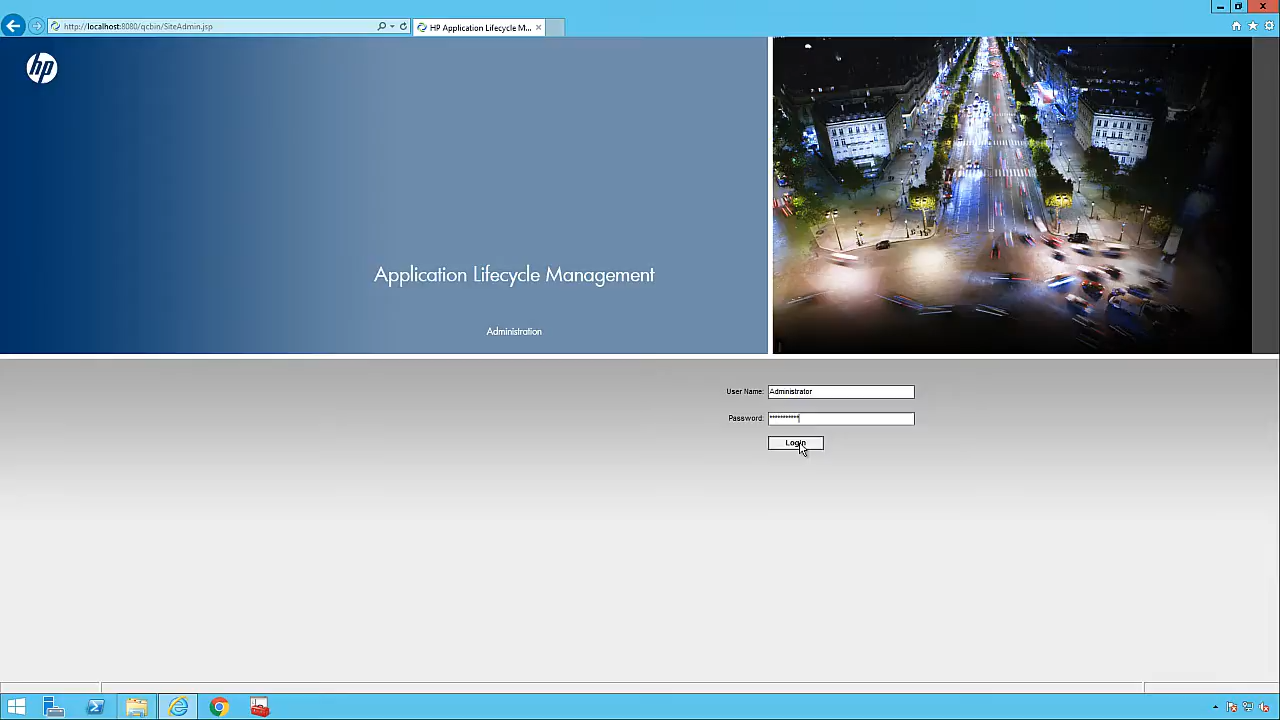 http://localhost:8080/qcbin/SiteAdmin.jsp
HP Application Lifecycle M...
hp
Application Lifecycle Management
Administration
User Name: Administrator
Password: ***********
Login